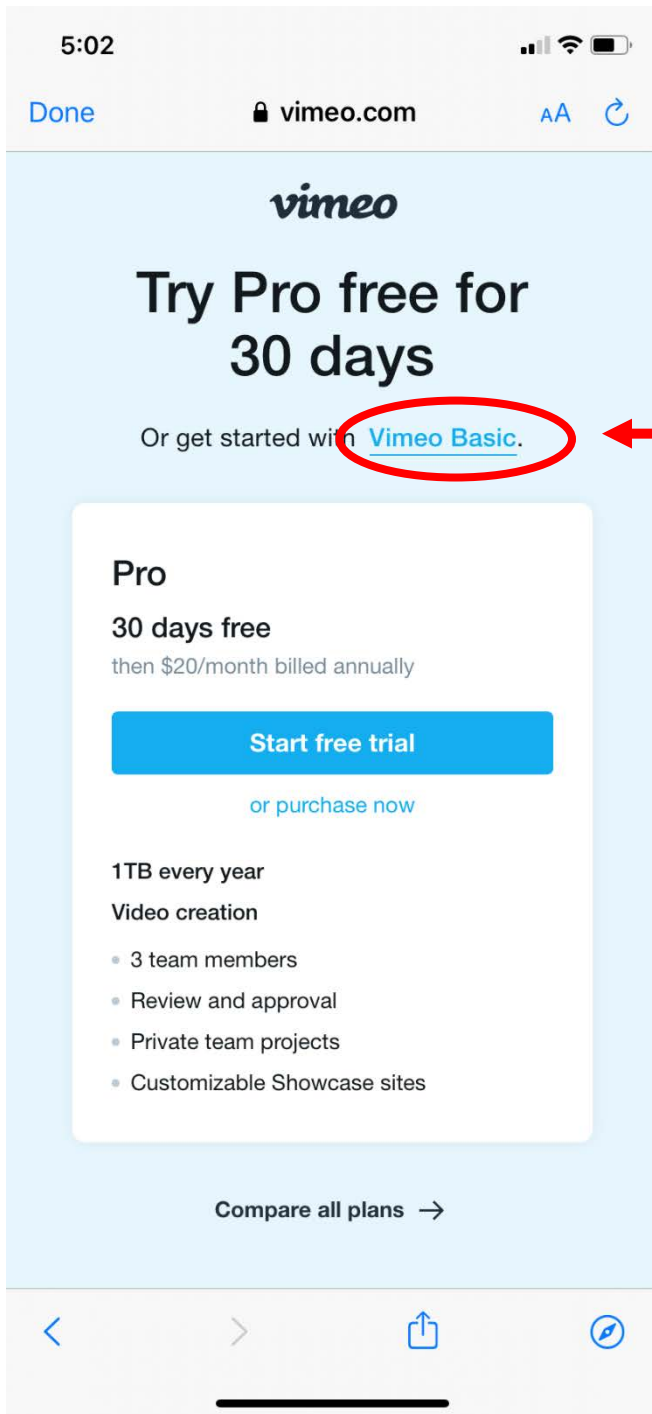 5:02
Done vimeo.com AA
vimeo
Try Pro free for
30 days
Or get started with Vimeo Basic.
Pro
30 days free
then $20/month billed annually
Start free trial
or purchase now
1TB every year
Video creation
3 team members
Review and approval
Private team projects
Customizable Showcase sites
Compare all plans →